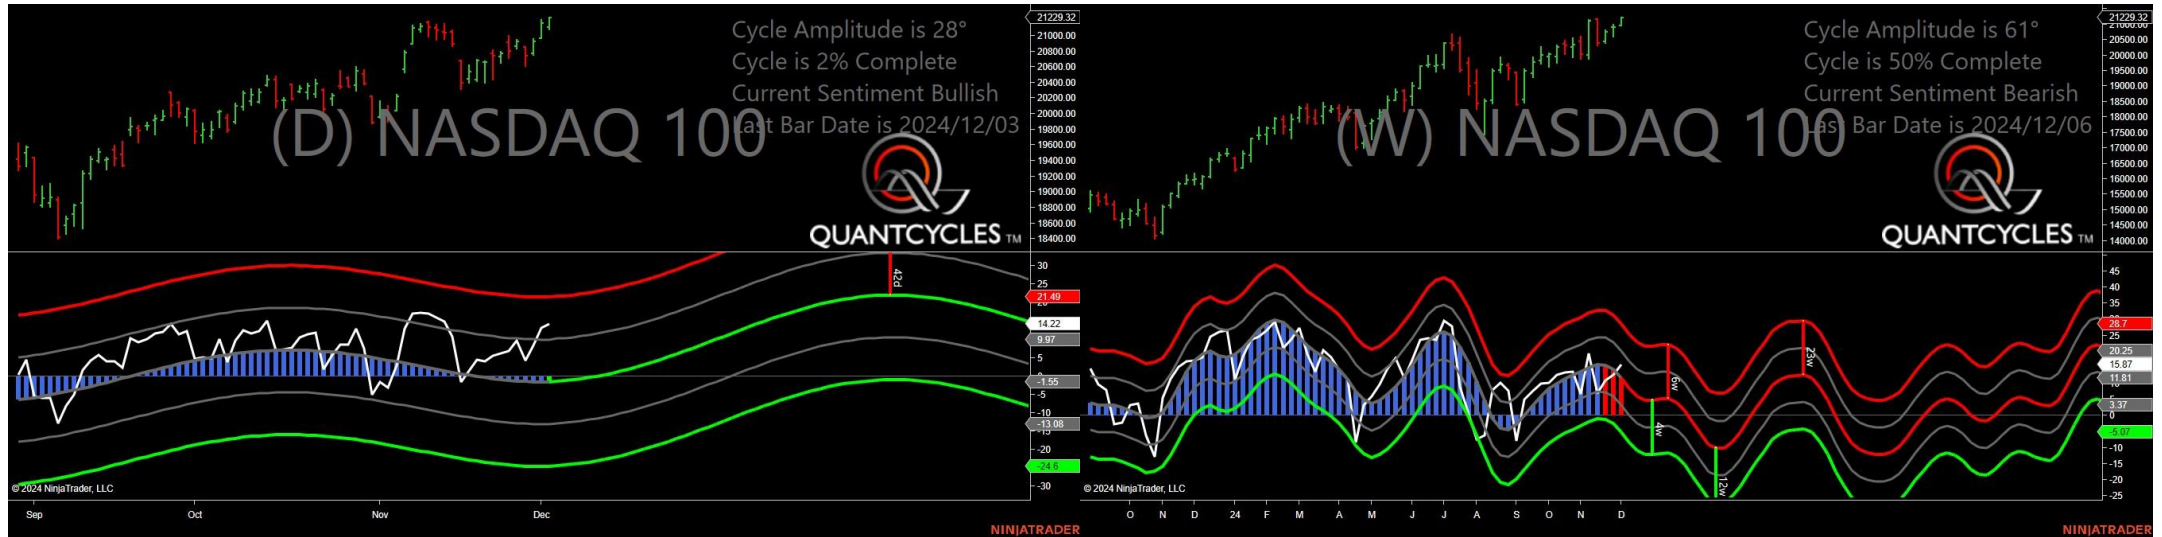 Cycle Amplitude is 28°
Cycle is 2% Complete
Current Sentiment Bullish
Last Bar Date is 2024/12/03
(D) NASDAQ 100
QUANTCYCLES TM
21229.32
21000.00
20800.00
20600.00
20400.00
20200.00
20000.00
19800.00
19600.00
19400.00
19200.00
19000.00
18800.00
18600.00
18400.00
42d
30
25
21.49
14.22
9.97
5
0
-1.55
-5
-10
-13.08
-24.6
-30
© 2024 NinjaTrader, LLC
Sep Oct Nov Dec
NINJATRADER
Cycle Amplitude is 61°
Cycle is 50% Complete
Current Sentiment Bearish
Last Bar Date is 2024/12/06
(W) NASDAQ 100
QUANTCYCLES TM
21229.32
20500.00
20000.00
19500.00
19000.00
18500.00
18000.00
17500.00
17000.00
16500.00
16000.00
15500.00
15000.00
14500.00
14000.00
6w
4w
12w
23w
45
40
35
28.7
25
20.25
15.87
11.81
3.37
0
-5.07
-10
-15
-20
-25
© 2024 NinjaTrader, LLC
O N D 24 F M A M J J A S O N D
NINJATRADER